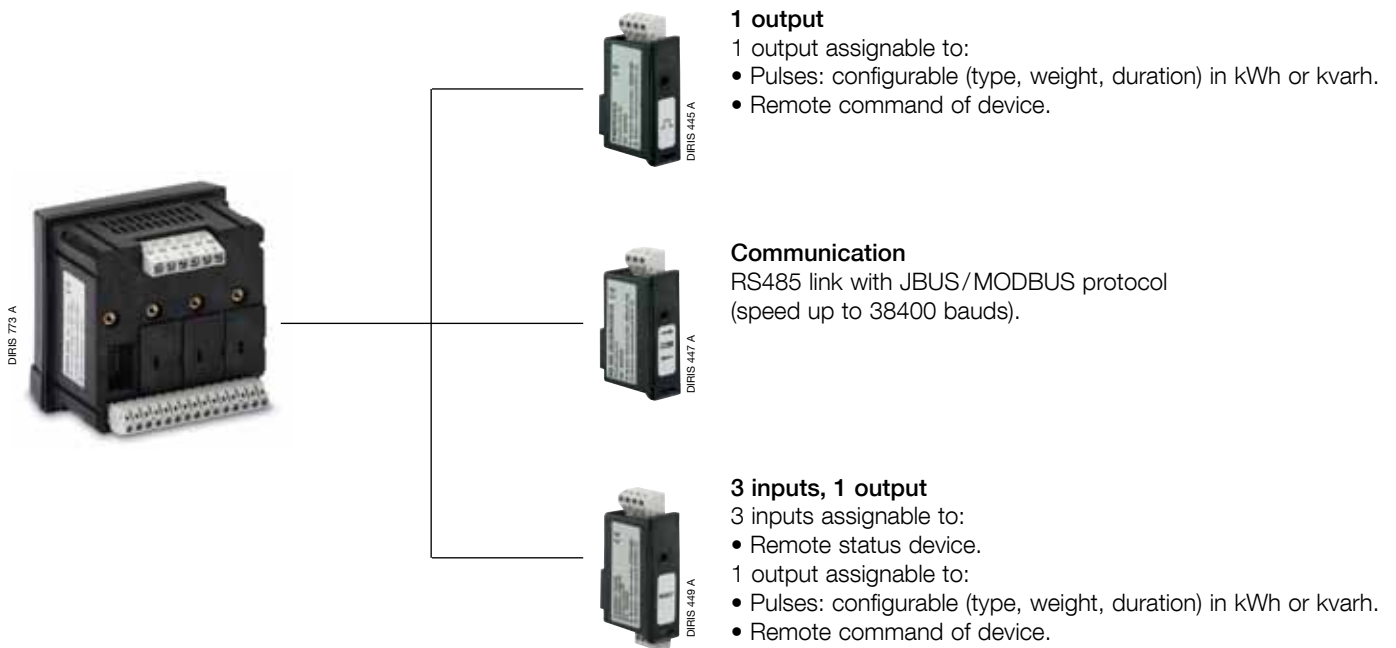 1 output
1 output assignable to:
• Pulses: configurable (type, weight, duration) in kWh or kvarh.
• Remote command of device.
DIRIS 445 A
DIRIS 773 A
Communication
RS485 link with JBUS/MODBUS protocol
(speed up to 38400 bauds).
DIRIS 447 A
3 inputs, 1 output
3 inputs assignable to:
• Remote status device.
1 output assignable to:
• Pulses: configurable (type, weight, duration) in kWh or kvarh.
• Remote command of device.
DIRIS 449 A